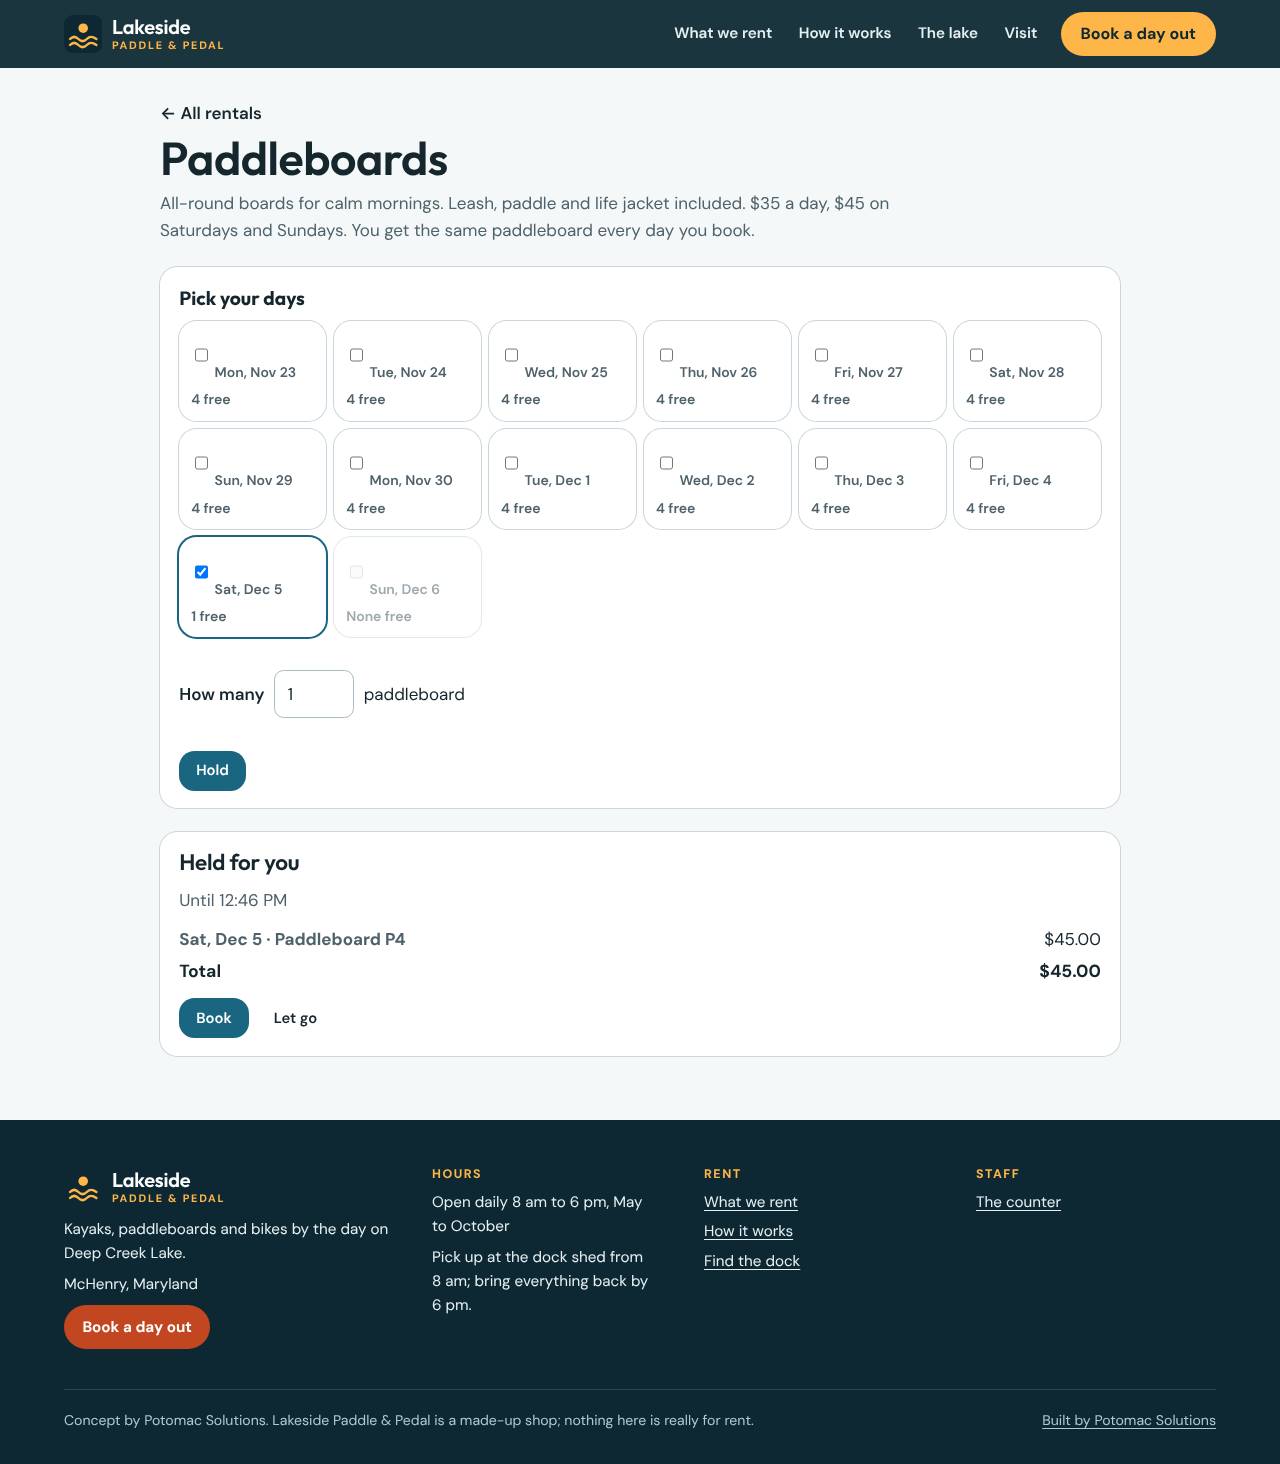 Lakeside
PADDLE & PEDAL
What we rent
How it works
The lake
Visit
Book a day out
← All rentals
Paddleboards
All-round boards for calm mornings. Leash, paddle and life jacket included. $35 a day, $45 on
Saturdays and Sundays. You get the same paddleboard every day you book.
Pick your days
Mon, Nov 23
4 free
Tue, Nov 24
4 free
Wed, Nov 25
4 free
Thu, Nov 26
4 free
Fri, Nov 27
4 free
Sat, Nov 28
4 free
Sun, Nov 29
4 free
Mon, Nov 30
4 free
Tue, Dec 1
4 free
Wed, Dec 2
4 free
Thu, Dec 3
4 free
Fri, Dec 4
4 free
Sat, Dec 5
1 free
Sun, Dec 6
None free
How many 1 paddleboard
Hold
Held for you
Until 12:46 PM
Sat, Dec 5 · Paddleboard P4 $45.00
Total $45.00
Book
Let go
Lakeside
PADDLE & PEDAL
Kayaks, paddleboards and bikes by the day on
Deep Creek Lake.
McHenry, Maryland
Book a day out
HOURS
Open daily 8 am to 6 pm, May
to October
Pick up at the dock shed from
8 am; bring everything back by
6 pm.
RENT
What we rent
How it works
Find the dock
STAFF
The counter
Concept by Potomac Solutions. Lakeside Paddle & Pedal is a made-up shop; nothing here is really for rent.
Built by Potomac Solutions